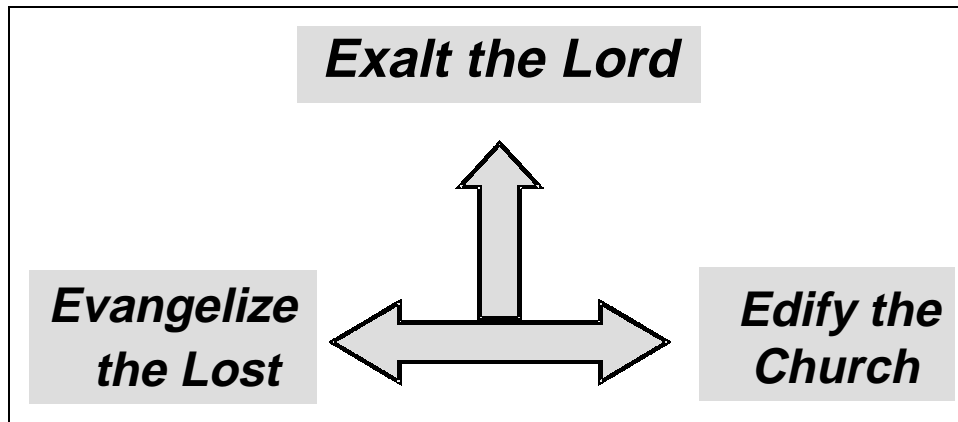 Exalt the Lord
Evangelize
the Lost
Edify the
Church